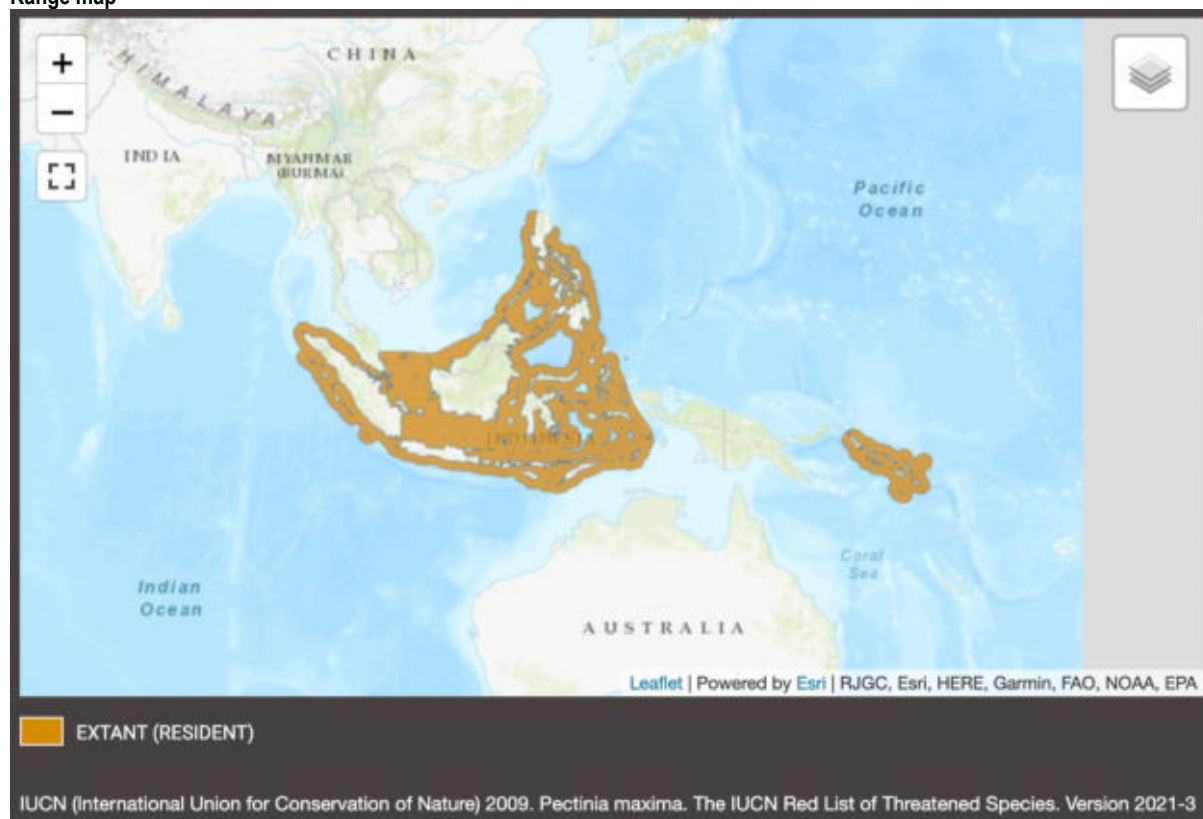 Range map
+
−
CHINA
HIMALAYA
INDIA
MYANMAR
(BURMA)
Pacific
Ocean
INDONESIA
Coral
Sea
Indian
Ocean
AUSTRALIA
Leaflet | Powered by Esri | RJGC, Esri, HERE, Garmin, FAO, NOAA, EPA
EXTANT (RESIDENT)
IUCN (International Union for Conservation of Nature) 2009. Pectinia maxima. The IUCN Red List of Threatened Species. Version 2021-3